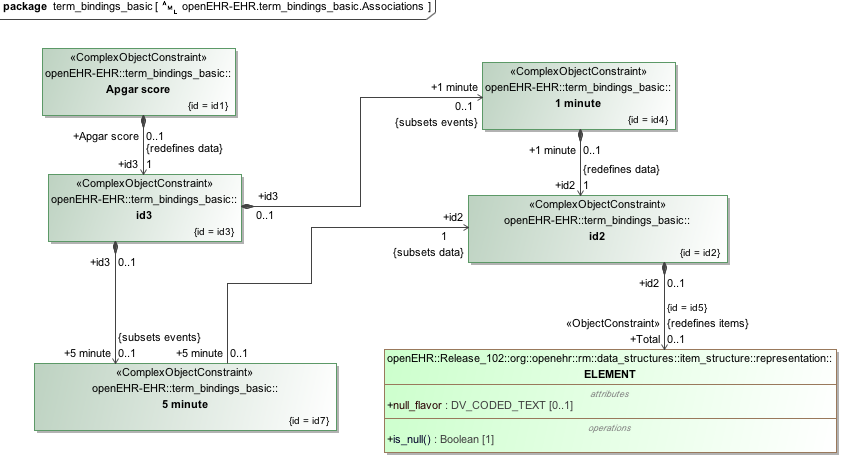 package term_bindings_basic [ AML openEHR-EHR.term_bindings_basic.Associations ]
«ComplexObjectConstraint»
openEHR-EHR::term_bindings_basic::
Apgar score
{id = id1}
+Apgar score 0..1
{redefines data}
+id3 1
«ComplexObjectConstraint»
openEHR-EHR::term_bindings_basic::
id3
{id = id3}
+id3
0..1
+1 minute
0..1
{subsets events}
«ComplexObjectConstraint»
openEHR-EHR::term_bindings_basic::
1 minute
{id = id4}
+1 minute 0..1
{redefines data}
+id2 1
+id2
1
{subsets data}
«ComplexObjectConstraint»
openEHR-EHR::term_bindings_basic::
id2
{id = id2}
+id3 0..1
{subsets events}
+5 minute 0..1
+5 minute 0..1
«ComplexObjectConstraint»
openEHR-EHR::term_bindings_basic::
5 minute
{id = id7}
+id2 0..1
{id = id5}
«ObjectConstraint» {redefines items}
+Total 0..1
openEHR::Release_102::org::openehr::rm::data_structures::item_structure::representation::
ELEMENT
attributes
+null_flavor : DV_CODED_TEXT [0..1]
operations
+is_null() : Boolean [1]